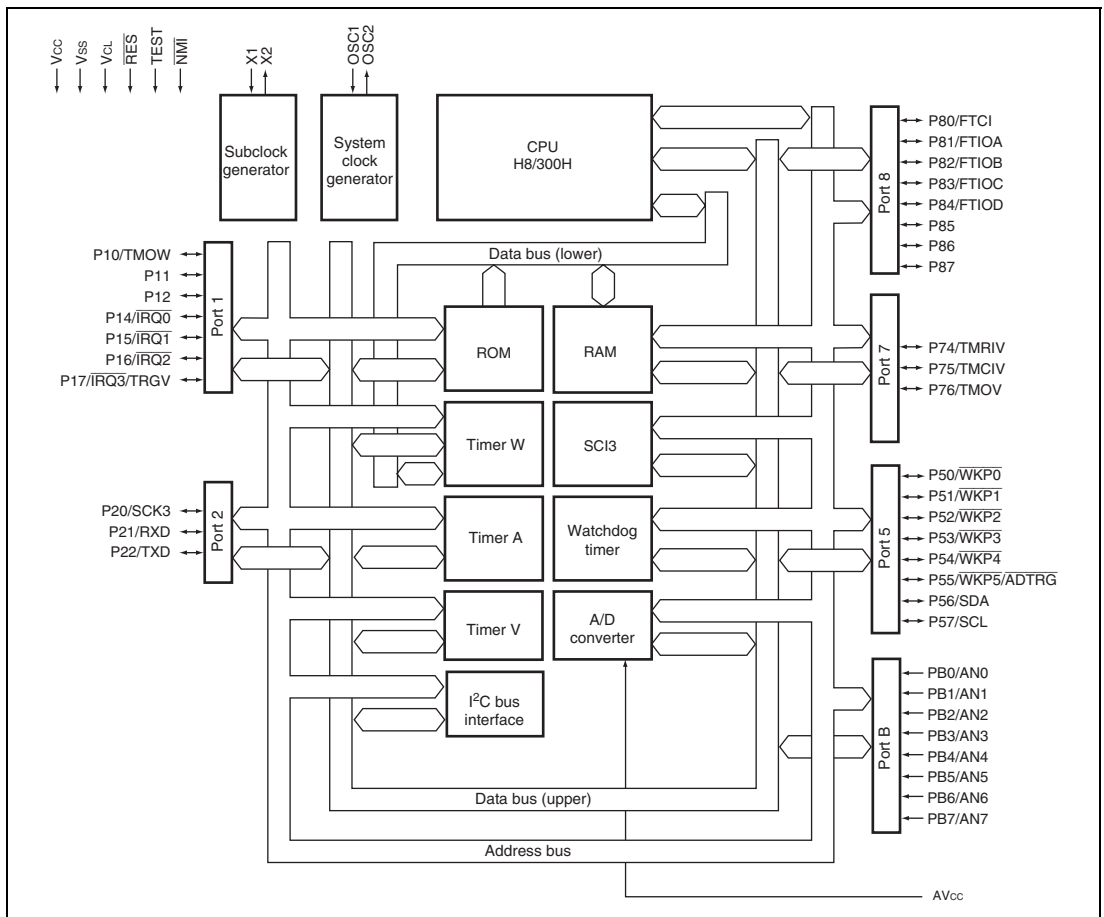 Vcc
Vss
VCL
RES
TEST
NMI
X1
X2
OSC1
OSC2
Subclock
generator
System
clock
generator
CPU
H8/300H
Port 8
P80/FTCI
P81/FTIOA
P82/FTIOB
P83/FTIOC
P84/FTIOD
P85
P86
P87
Data bus (lower)
P10/TMOW
P11
P12
P14/IRQ0
P15/IRQ1
P16/IRQ2
P17/IRQ3/TRGV
Port 1
ROM
RAM
Port 7
P74/TMRIV
P75/TMCIV
P76/TMOV
Timer W
SCI3
P20/SCK3
P21/RXD
P22/TXD
Port 2
Timer A
Watchdog
timer
Port 5
P50/WKP0
P51/WKP1
P52/WKP2
P53/WKP3
P54/WKP4
P55/WKP5/ADTRG
P56/SDA
P57/SCL
Timer V
A/D
converter
I²C bus
interface
Port B
PB0/AN0
PB1/AN1
PB2/AN2
PB3/AN3
PB4/AN4
PB5/AN5
PB6/AN6
PB7/AN7
Data bus (upper)
Address bus
AVcc